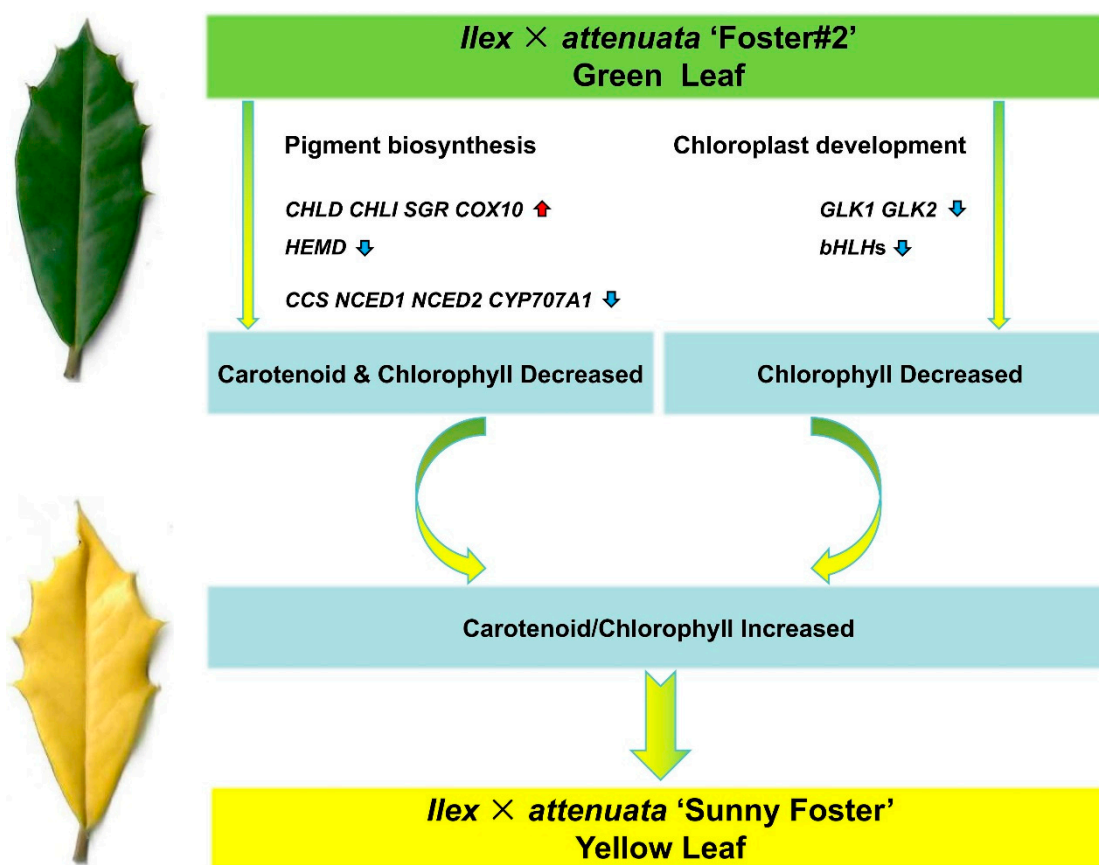 Ilex × attenuata ‘Foster#2’
Green Leaf
Pigment biosynthesis
CHLD CHLI SGR COX10
HEMD
CCS NCED1 NCED2 CYP707A1
Chloroplast development
GLK1 GLK2
bHLHs
Carotenoid & Chlorophyll Decreased
Chlorophyll Decreased
Carotenoid/Chlorophyll Increased
Ilex × attenuata ‘Sunny Foster’
Yellow Leaf